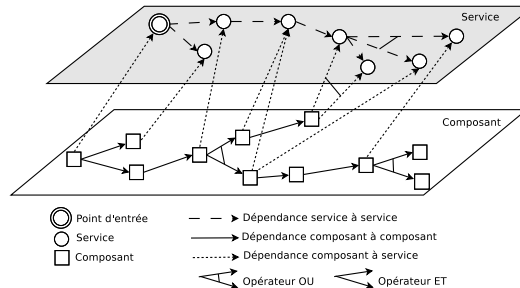 Service
Composant
Point d'entrée
Service
Composant
Dépendance service à service
Dépendance composant à composant
Dépendance composant à service
Opérateur OU
Opérateur ET